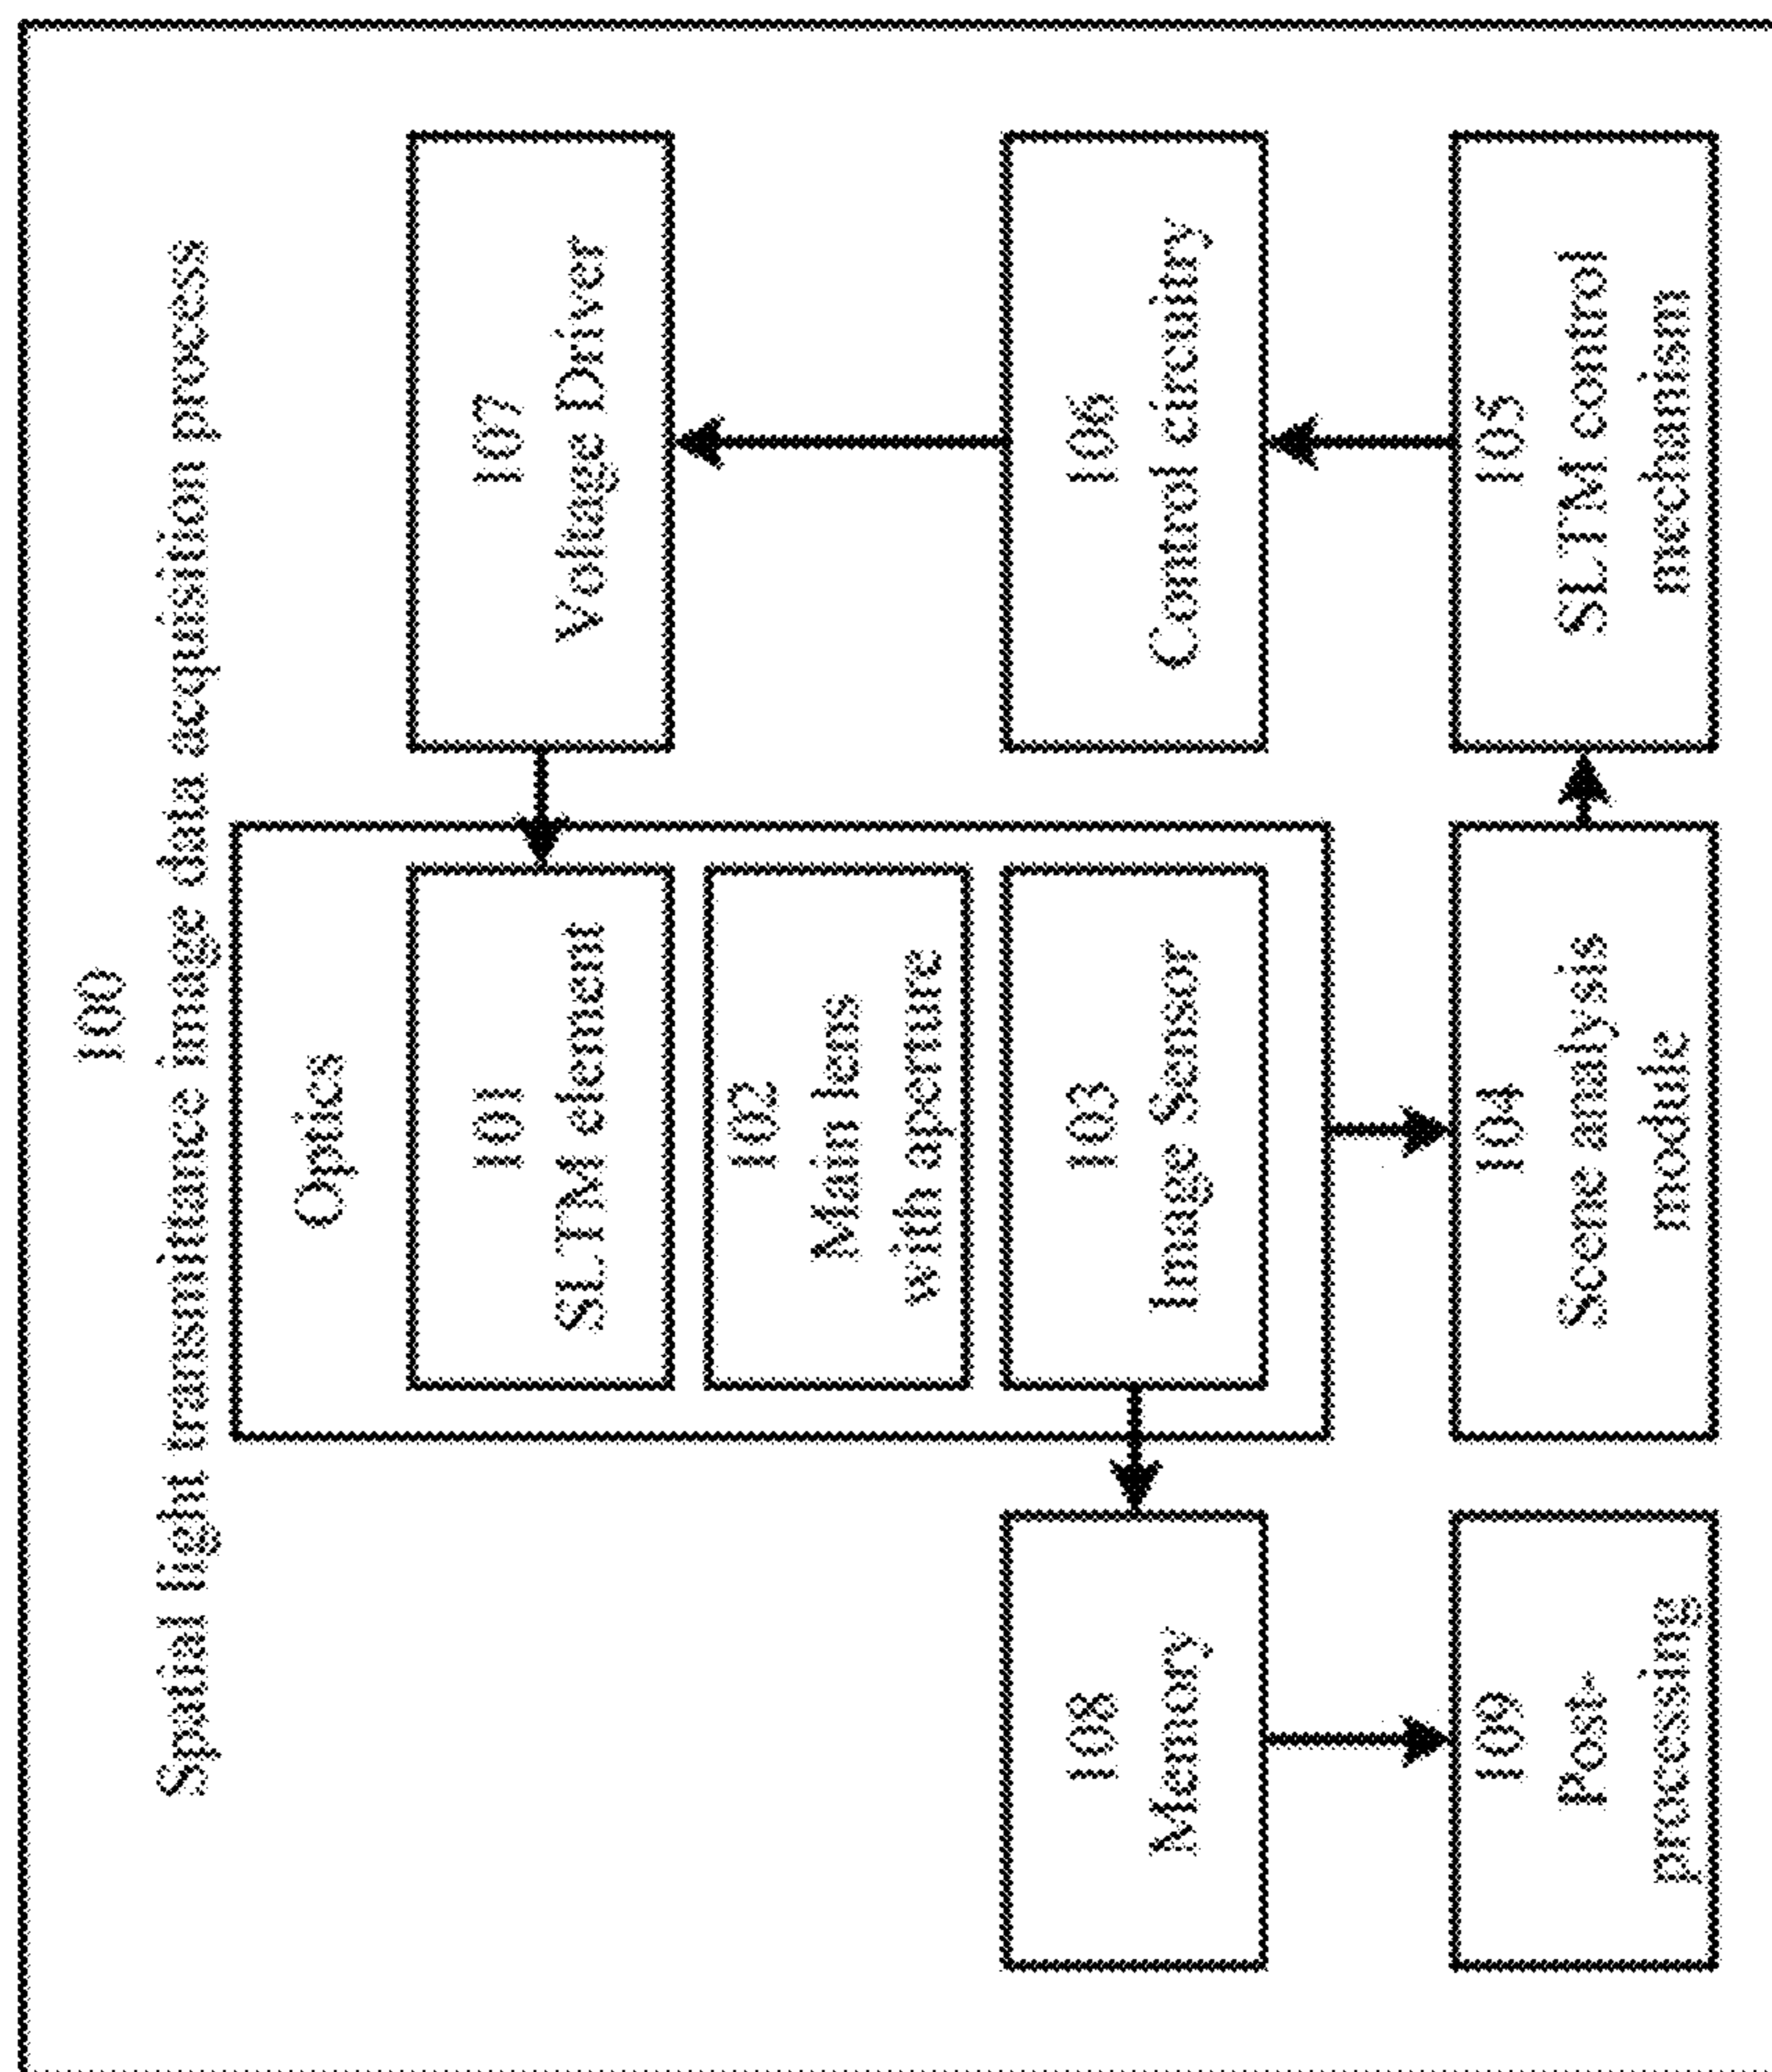 100
Spatial light transmittance image data acquisition process
Optics
101
SLTM element
102
Main lens
with aperture
103
Image Sensor
107
Voltage Driver
106
Control circuitry
105
SLTM control
mechanism
104
Scene analysis
module
108
Memory
109
Post-
processing